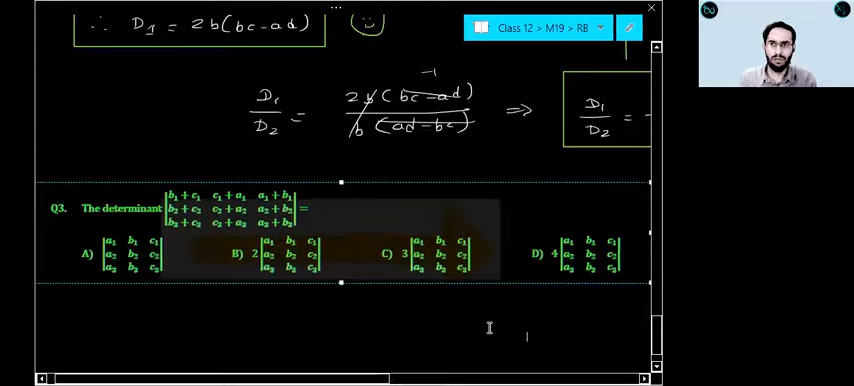 ∴ D1 = 2b(bc-ad)
Class 12 > M19 > RB
D1/D2 = 2b(bc-ad)/b(ad-bc) ⇒ D1/D2 = -
-1
Q3. The determinant |b₁ + c₁ c₁ + a₁ a₁ + b₁|
|b₂ + c₂ c₂ + a₂ a₂ + b₂| =
|b₃ + c₃ c₃ + a₃ a₃ + b₃|
A) |a₁ b₁ c₁| B) 2 |a₁ b₁ c₁| C) 3 |a₁ b₁ c₁| D) 4 |a₁ b₁ c₁|
|a₂ b₂ c₂| |a₂ b₂ c₂| |a₂ b₂ c₂| |a₂ b₂ c₂|
|a₃ b₃ c₃| |a₃ b₃ c₃| |a₃ b₃ c₃| |a₃ b₃ c₃|